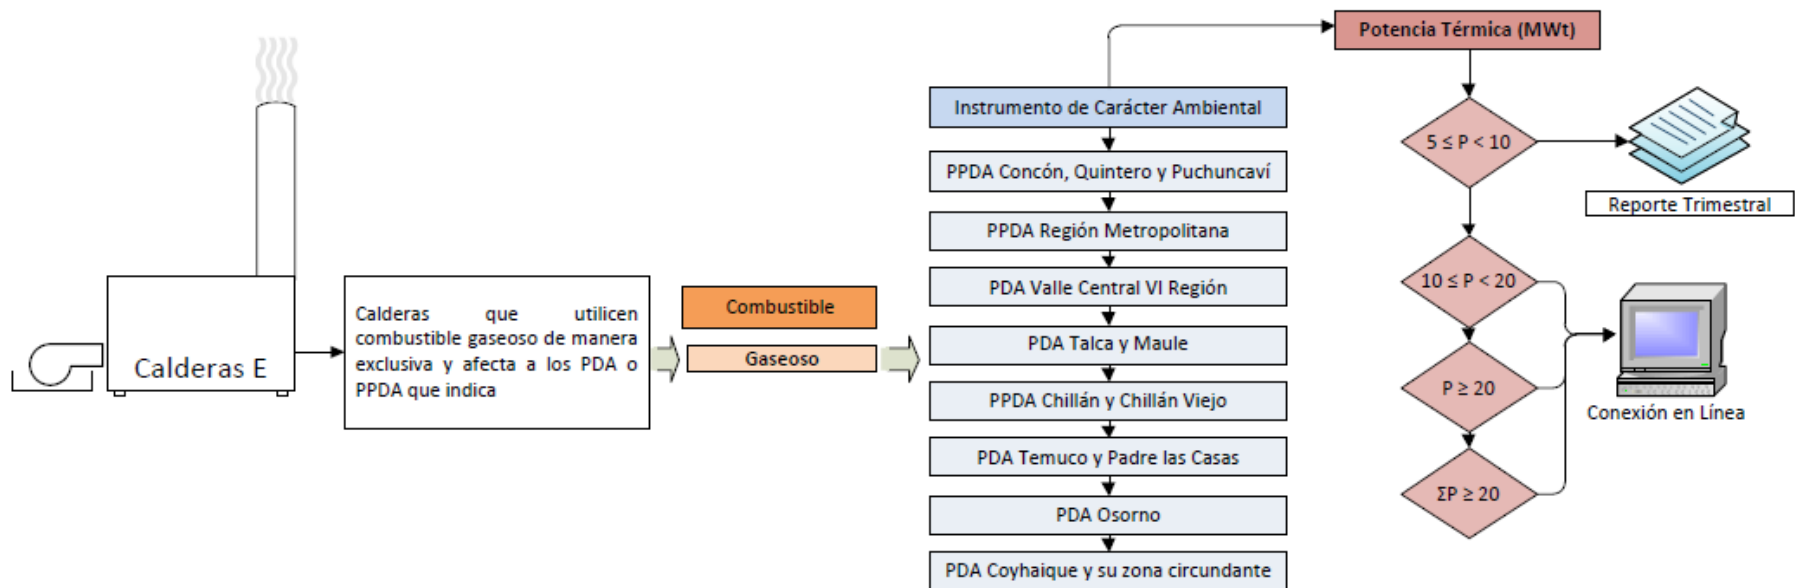 Calderas E
Calderas que utilicen
combustible gaseoso de manera
exclusiva y afecta a los PDA o
PPDA que indica
Combustible
Gaseoso
Instrumento de Carácter Ambiental
PPDA Concón, Quintero y Puchuncaví
PPDA Región Metropolitana
PDA Valle Central VI Región
PDA Talca y Maule
PPDA Chillán y Chillán Viejo
PDA Temuco y Padre las Casas
PDA Osorno
PDA Coyhaique y su zona circundante
Potencia Térmica (MWt)
5 ≤ P < 10
Reporte Trimestral
10 ≤ P < 20
P ≥ 20
ΣP ≥ 20
Conexión en Línea